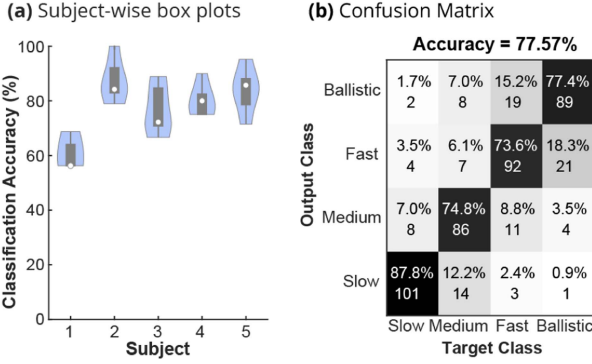 (a) Subject-wise box plots
Classification Accuracy (%)
100
80
60
40
20
0
1 2 3 4 5
Subject
(b) Confusion Matrix
Accuracy = 77.57%
Output Class
Ballistic 1.7% 7.0% 15.2% 77.4%
2 8 19 89
Fast 3.5% 6.1% 73.6% 18.3%
4 7 92 21
Medium 7.0% 74.8% 8.8% 3.5%
8 86 11 4
Slow 87.8% 12.2% 2.4% 0.9%
101 14 3 1
Slow Medium Fast Ballistic
Target Class